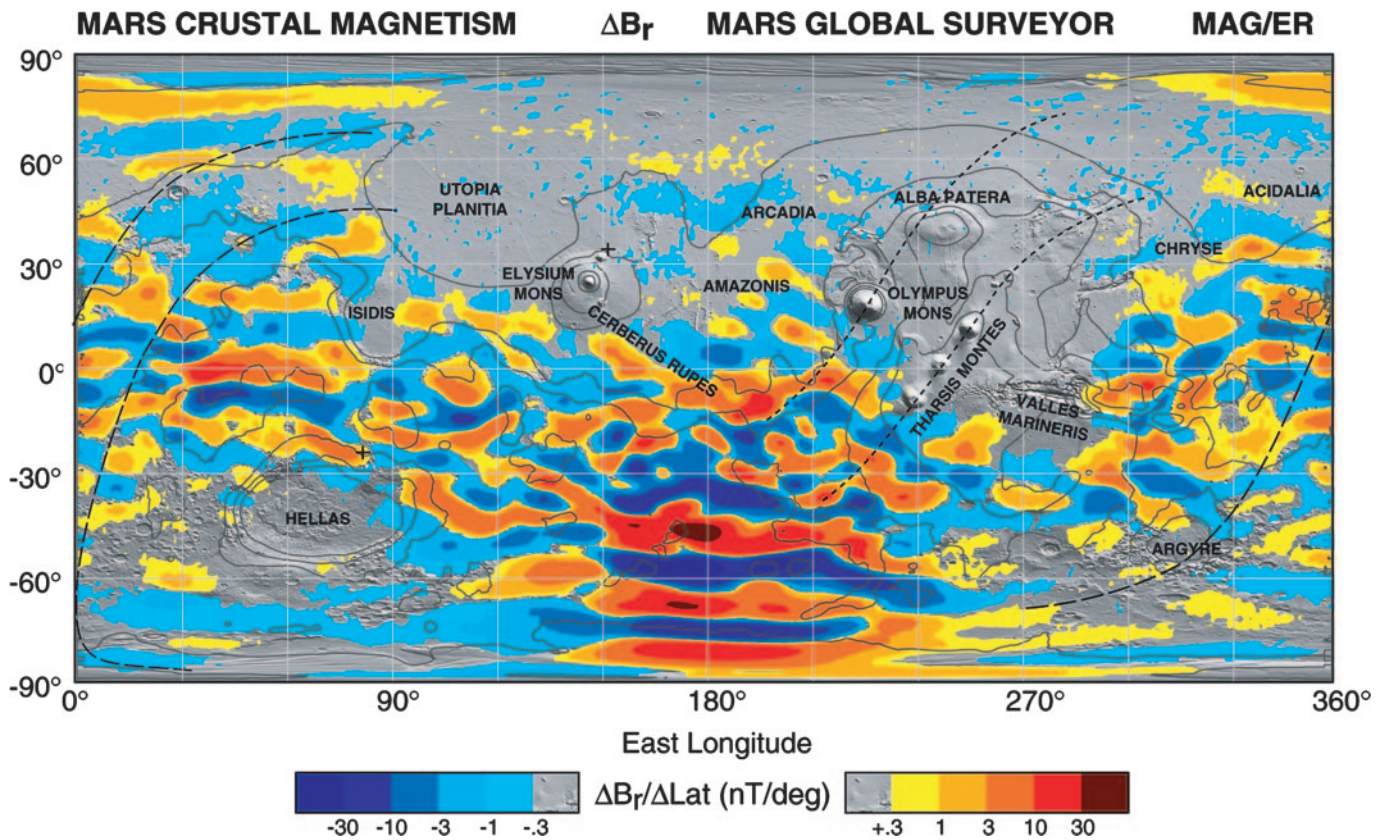 MARS CRUSTAL MAGNETISM ΔBr MARS GLOBAL SURVEYOR MAG/ER
90°
60°
30°
0°
-30°
-60°
-90°
UTOPIA
PLANITIA
ARCADIA
ALBA PATERA
ACIDALIA
CHRYSE
ELYSIUM
MONS
AMAZONIS
OLYMPUS
MONS
ISIDIS
CERBERUS RUPES
THARSIS MONTES
VALLES
MARINERIS
HELLAS
ARGYRE
0° 90° 180° 270° 360°
East Longitude
ΔBr/ΔLat (nT/deg)
-30 -10 -3 -1 -.3 +.3 1 3 10 30